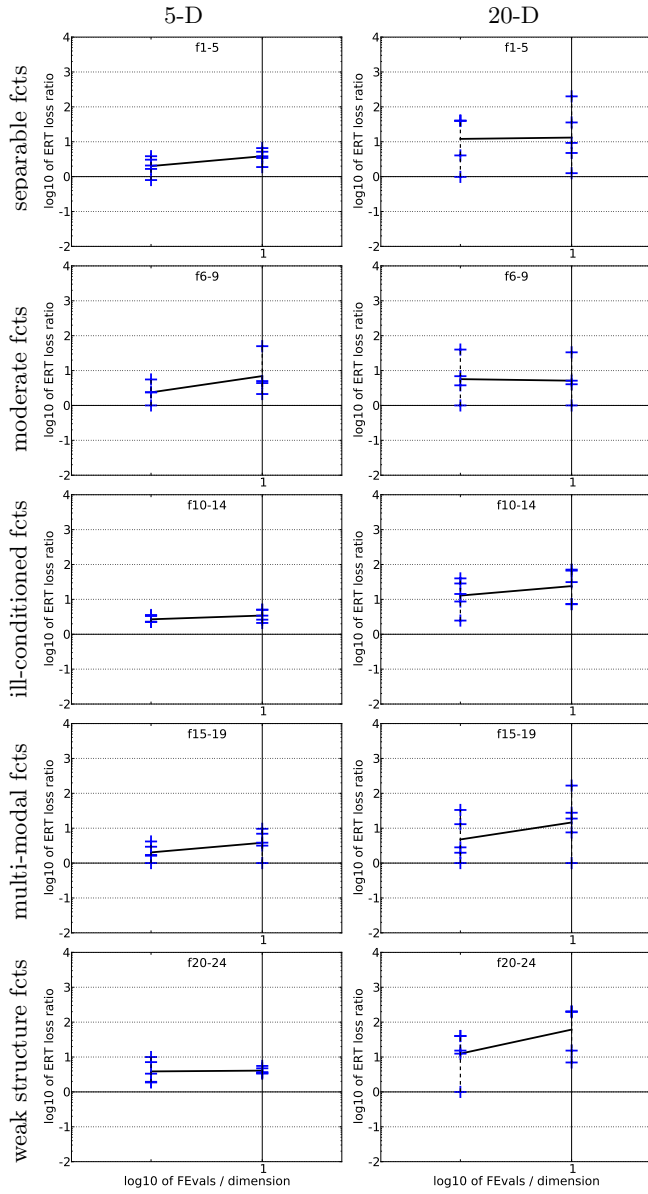 5-D 20-D
separable fcts
log10 of ERT loss ratio
f1-5
4
3
2
1
0
-1
-2
1
log10 of ERT loss ratio
f1-5
4
3
2
1
0
-1
-2
1
moderate fcts
log10 of ERT loss ratio
f6-9
4
3
2
1
0
-1
-2
1
log10 of ERT loss ratio
f6-9
4
3
2
1
0
-1
-2
1
ill-conditioned fcts
log10 of ERT loss ratio
f10-14
4
3
2
1
0
-1
-2
1
log10 of ERT loss ratio
f10-14
4
3
2
1
0
-1
-2
1
multi-modal fcts
log10 of ERT loss ratio
f15-19
4
3
2
1
0
-1
-2
1
log10 of ERT loss ratio
f15-19
4
3
2
1
0
-1
-2
1
weak structure fcts
log10 of ERT loss ratio
f20-24
4
3
2
1
0
-1
-2
1
log10 of FEvals / dimension
log10 of ERT loss ratio
f20-24
4
3
2
1
0
-1
-2
1
log10 of FEvals / dimension